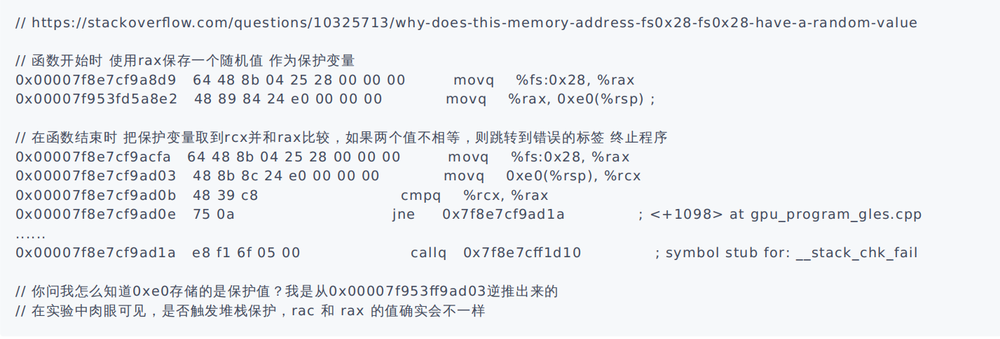 // https://stackoverflow.com/questions/10325713/why-does-this-memory-address-fs0x28-fs0x28-have-a-random-value
// 函数开始时 使用rax保存一个随机值 作为保护变量
0x00007f8e7cf9a8d9 64 48 8b 04 25 28 00 00 00 movq %fs:0x28, %rax
0x00007f953fd5a8e2 48 89 84 24 e0 00 00 00 movq %rax, 0xe0(%rsp) ;
// 在函数结束时 把保护变量取到rcx并和rax比较，如果两个值不相等，则跳转到错误的标签 终止程序
0x00007f8e7cf9acfa 64 48 8b 04 25 28 00 00 00 movq %fs:0x28, %rax
0x00007f8e7cf9ad03 48 8b 8c 24 e0 00 00 00 movq 0xe0(%rsp), %rcx
0x00007f8e7cf9ad0b 48 39 c8 cmpq %rcx, %rax
0x00007f8e7cf9ad0e 75 0a jne 0x7f8e7cf9ad1a ; <+1098> at gpu_program_gles.cpp
......
0x00007f8e7cf9ad1a e8 f1 6f 05 00 callq 0x7f8e7cff1d10 ; symbol stub for: __stack_chk_fail
// 你问我怎么知道0xe0存储的是保护值？我是从0x00007f953ff9ad03逆推出来的
// 在实验中肉眼可见，是否触发堆栈保护，rac 和 rax 的值确实会不一样